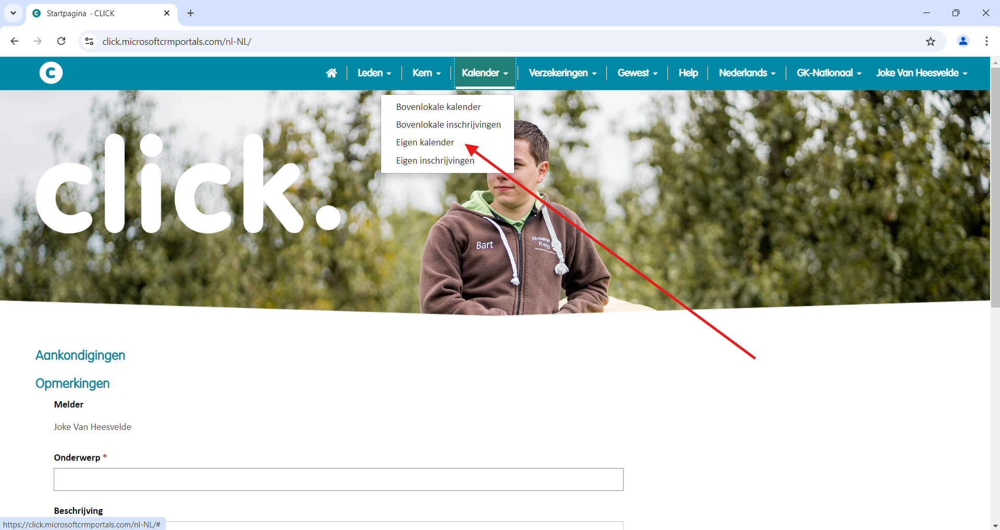 Startpagina · CLICK
click.microsoftcrmportals.com/nl-NL/
C
Leden
Kern
Kalender
Verzekeringen
Gewest
Help
Nederlands
GK-Nationaal
Joke Van Heesvelde
Bovenlokale kalender
Bovenlokale inschrijvingen
Eigen kalender
Eigen inschrijvingen
click.
Bart
Groene
Kring
Aankondigingen
Opmerkingen
Melder
Joke Van Heesvelde
Onderwerp *
Beschrijving
https://click.microsoftcrmportals.com/nl-NL/#